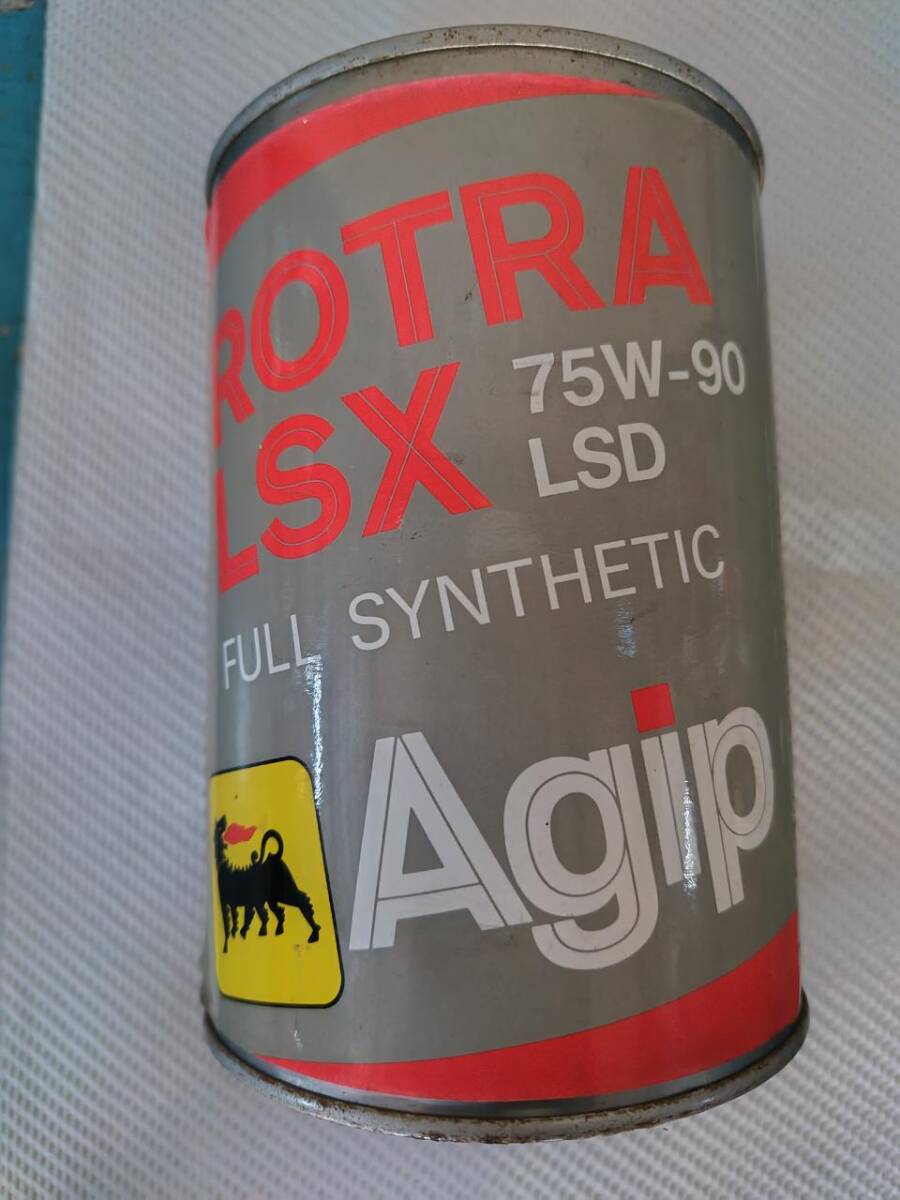 ROTRA
LSX
75W-90
LSD
FULL SYNTHETIC
Agip